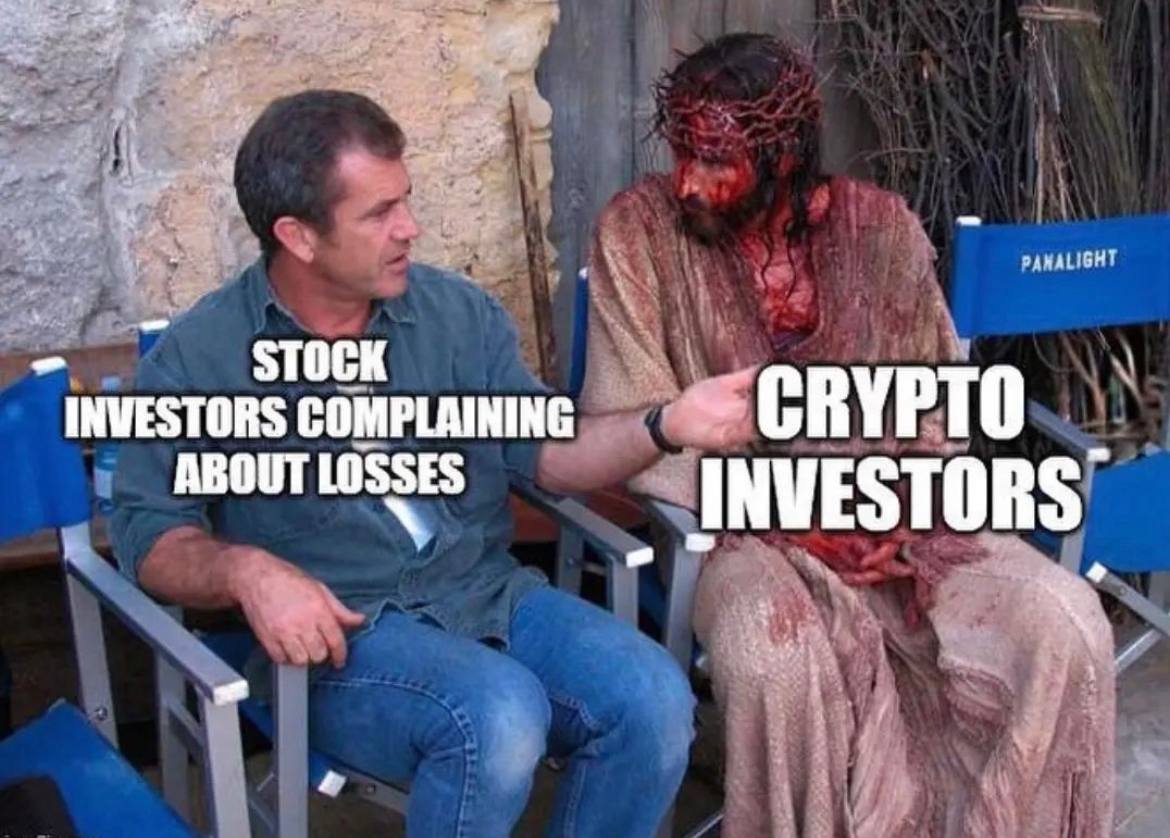 STOCK
INVESTORS COMPLAINING
ABOUT LOSSES
CRYPTO
INVESTORS
PANALIGHT